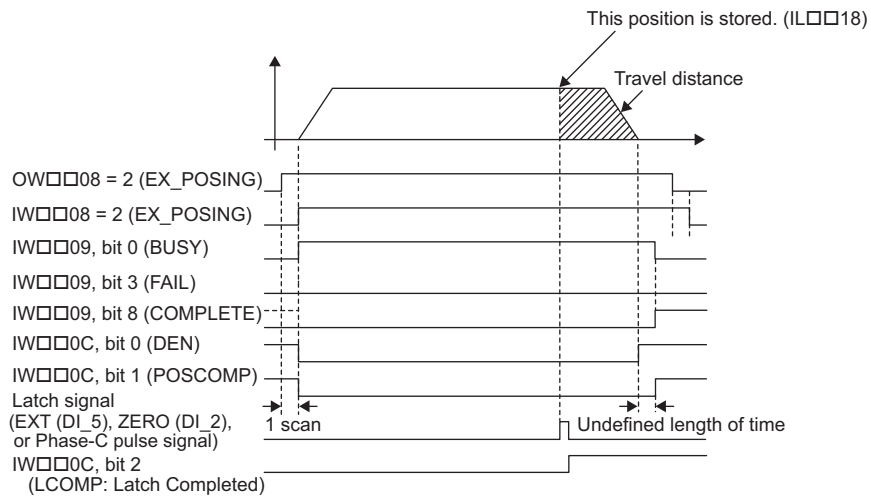 This position is stored. (IL□□18)
Travel distance
OW□□08 = 2 (EX_POSING)
IW□□08 = 2 (EX_POSING)
IW□□09, bit 0 (BUSY)
IW□□09, bit 3 (FAIL)
IW□□09, bit 8 (COMPLETE)
IW□□0C, bit 0 (DEN)
IW□□0C, bit 1 (POSCOMP)
Latch signal
(EXT (DI_5), ZERO (DI_2),
or Phase-C pulse signal)
1 scan
Undefined length of time
IW□□0C, bit 2
(LCOMP: Latch Completed)